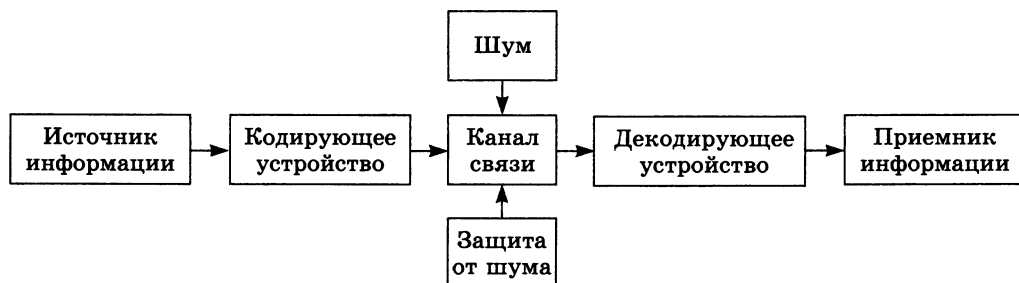 Шум
Источник
информации
Кодирующее
устройство
Канал
связи
Декодирующее
устройство
Приемник
информации
Защита
от шума